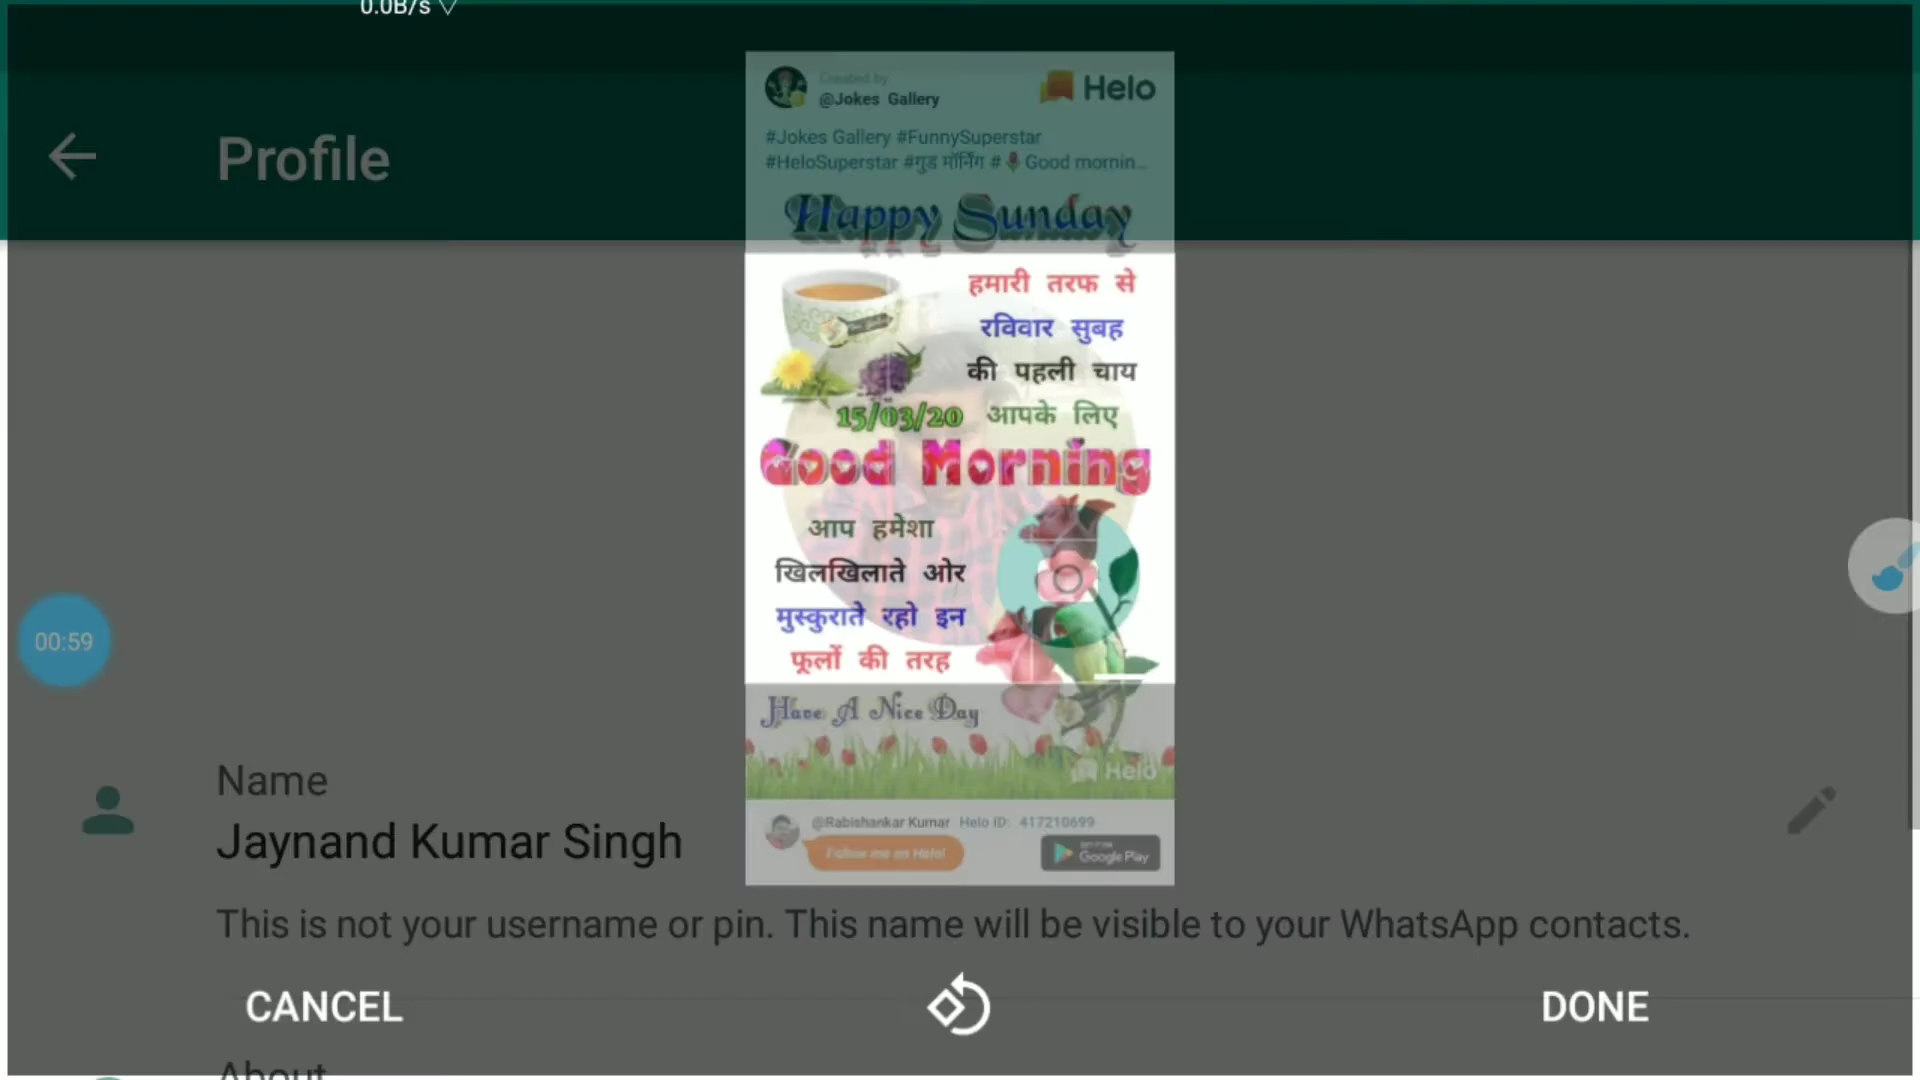 0.0B/s
Created by
@Jokes Gallery
Helo
#Jokes Gallery #FunnySuperstar
#HeloSuperstar #गुड मॉर्निंग # Good mornin...
Profile
Happy Sunday
हमारी तरफ से
रविवार सुबह
की पहली चाय
15/03/20 आपके लिए
Good Morning
आप हमेशा
खिलखिलाते ओर
मुस्कुराते रहो इन
फूलों की तरह
00:59
Have A Nice Day
Helo
Name
Jaynand Kumar Singh
@Rabishankar Kumar Helo ID: 417210699
Follow me on Helo!
Google Play
This is not your username or pin. This name will be visible to your WhatsApp contacts.
CANCEL
DONE
About